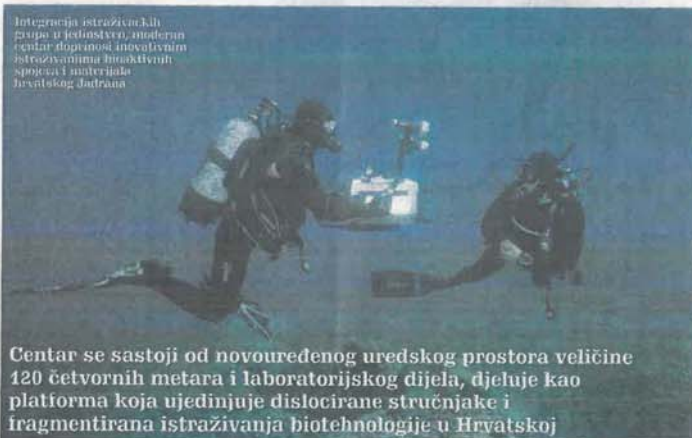 Integracija istraživačkih
grupa u jedinstven, moderan
centar doprinosi inovativnim
istraživanjima bioaktivnih
spojeva i materijala
hrvatskog Jadrana
Centar se sastoji od novouređenog uredskog prostora veličine
120 četvornih metara i laboratorijskog dijela, djeluje kao
platforma koja ujedinjuje dislocirane stručnjake i
fragmentirana istraživanja biotehnologije u Hrvatskoj